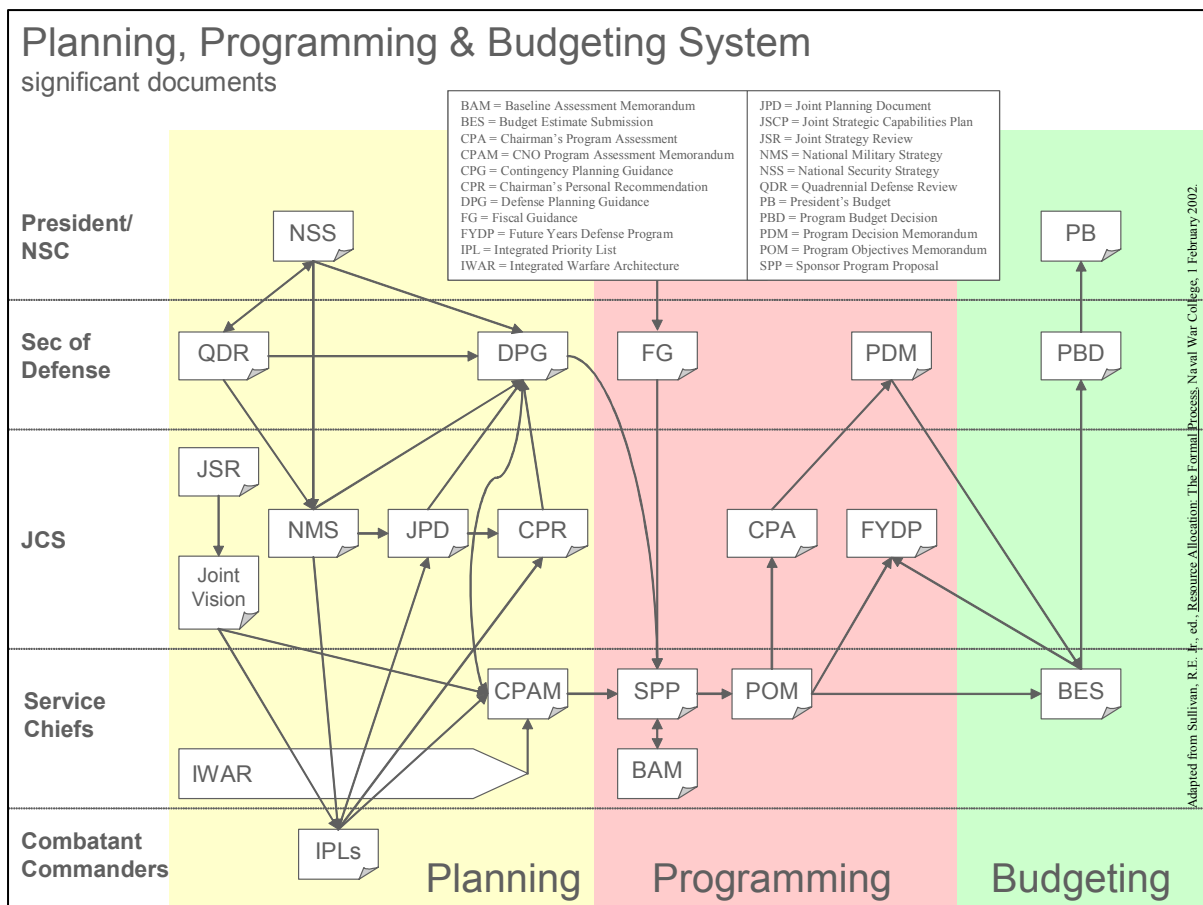 Planning, Programming & Budgeting System
significant documents
BAM = Baseline Assessment Memorandum
BES = Budget Estimate Submission
CPA = Chairman's Program Assessment
CPAM = CNO Program Assessment Memorandum
CPG = Contingency Planning Guidance
CPR = Chairman's Personal Recommendation
DPG = Defense Planning Guidance
FG = Fiscal Guidance
FYDP = Future Years Defense Program
IPL = Integrated Priority List
IWAR = Integrated Warfare Architecture
JPD = Joint Planning Document
JSCP = Joint Strategic Capabilities Plan
JSR = Joint Strategy Review
NMS = National Military Strategy
NSS = National Security Strategy
QDR = Quadrennial Defense Review
PB = President's Budget
PBD = Program Budget Decision
PDM = Program Decision Memorandum
POM = Program Objectives Memorandum
SPP = Sponsor Program Proposal
President/
NSC
NSS
PB
Sec of
Defense
QDR
DPG
FG
PDM
PBD
JCS
JSR
NMS
JPD
CPR
CPA
FYDP
Joint
Vision
Service
Chiefs
CPAM
SPP
POM
BES
IWAR
BAM
Combatant
Commanders
IPLs
Planning
Programming
Budgeting
Adapted from Sullivan, R.E. Jr., ed., Resource Allocation: The Formal Process, Naval War College, 1 February 2002.